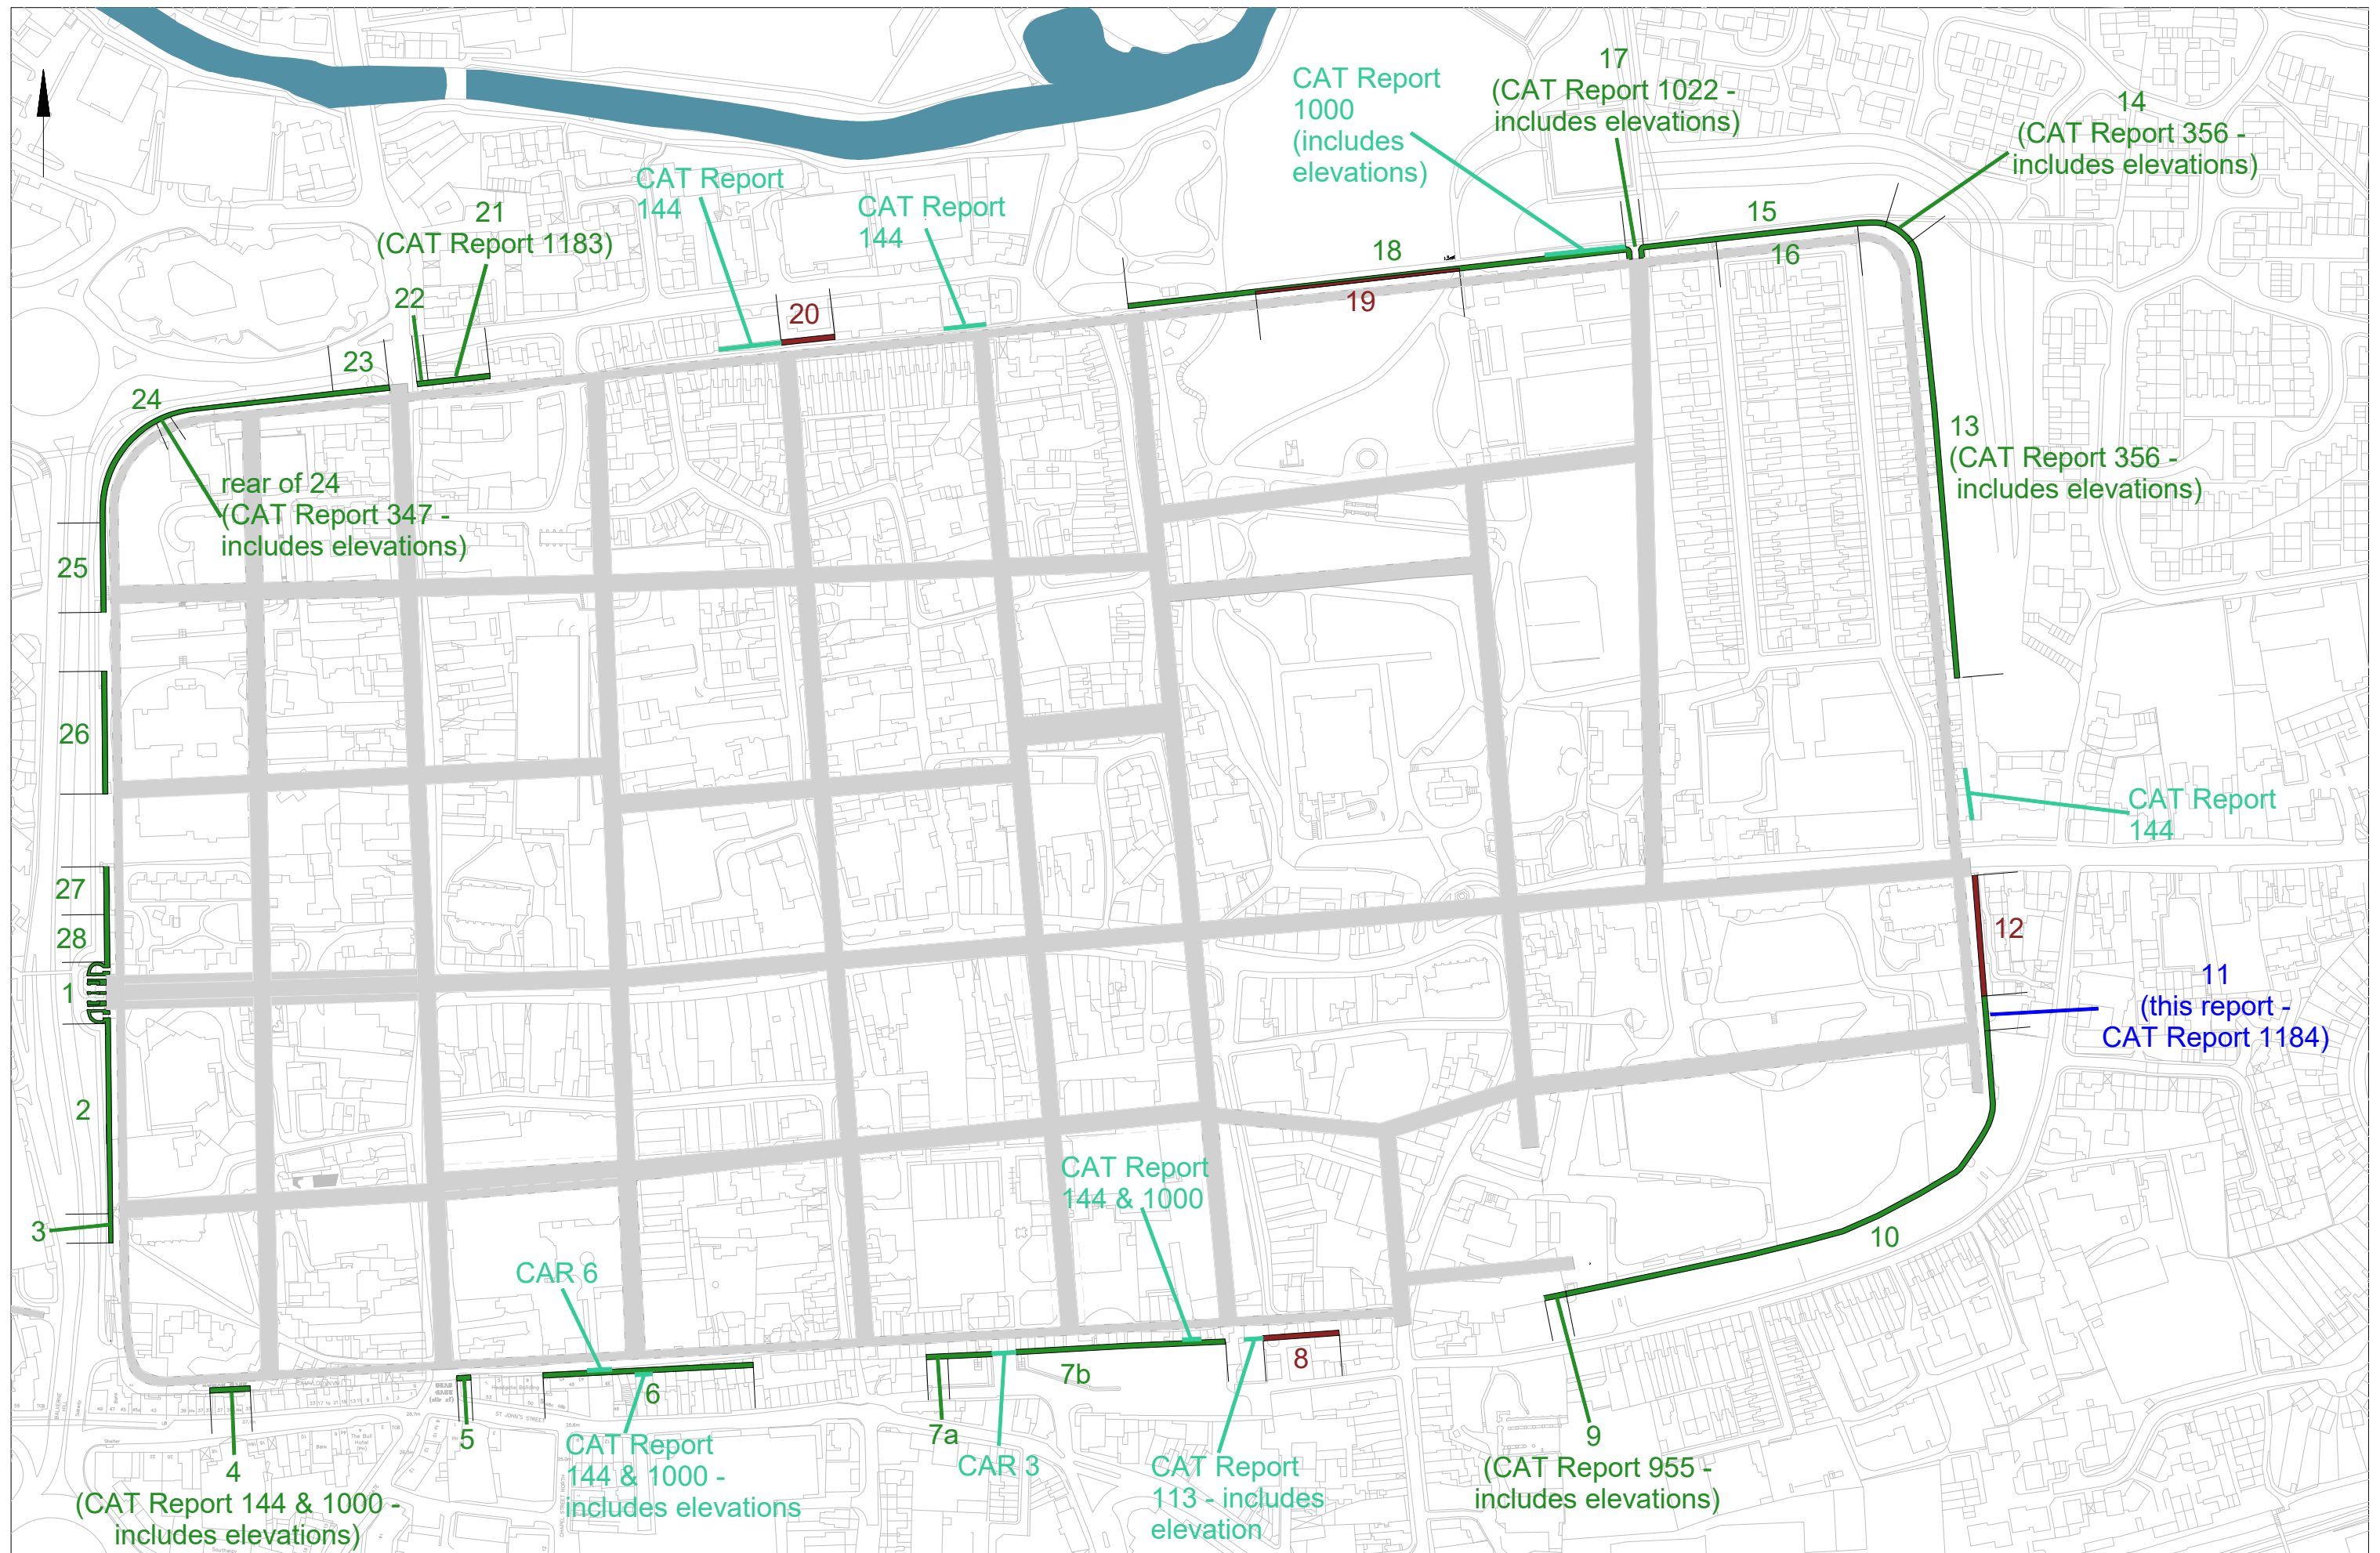 17
(CAT Report 1022 -
includes elevations)
CAT Report
1000
(includes
elevations)
14
(CAT Report 356 -
includes elevations)
CAT Report
144
CAT Report
144
21
(CAT Report 1183)
22
20
18
19
15
16
23
24
rear of 24
(CAT Report 347 -
includes elevations)
13
(CAT Report 356 -
includes elevations)
25
26
27
28
1
2
3
CAT Report
144
12
11
(this report -
CAT Report 1184)
CAT Report
144 & 1000
10
CAR 6
8
7b
6
5
7a
CAR 3
4
(CAT Report 144 & 1000 -
includes elevations)
CAT Report
144 & 1000 -
includes elevations
CAT Report
113 - includes
elevation
9
(CAT Report 955 -
includes elevations)
ST JOHN'S STREET